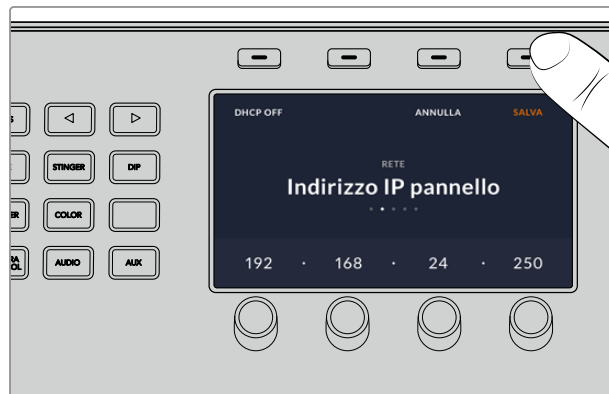 DHCP OFF ANNULLA SALVA
RETE
Indirizzo IP pannello
192 . 168 . 24 . 250
STINGER DIP
COLOR
AUDIO AUX